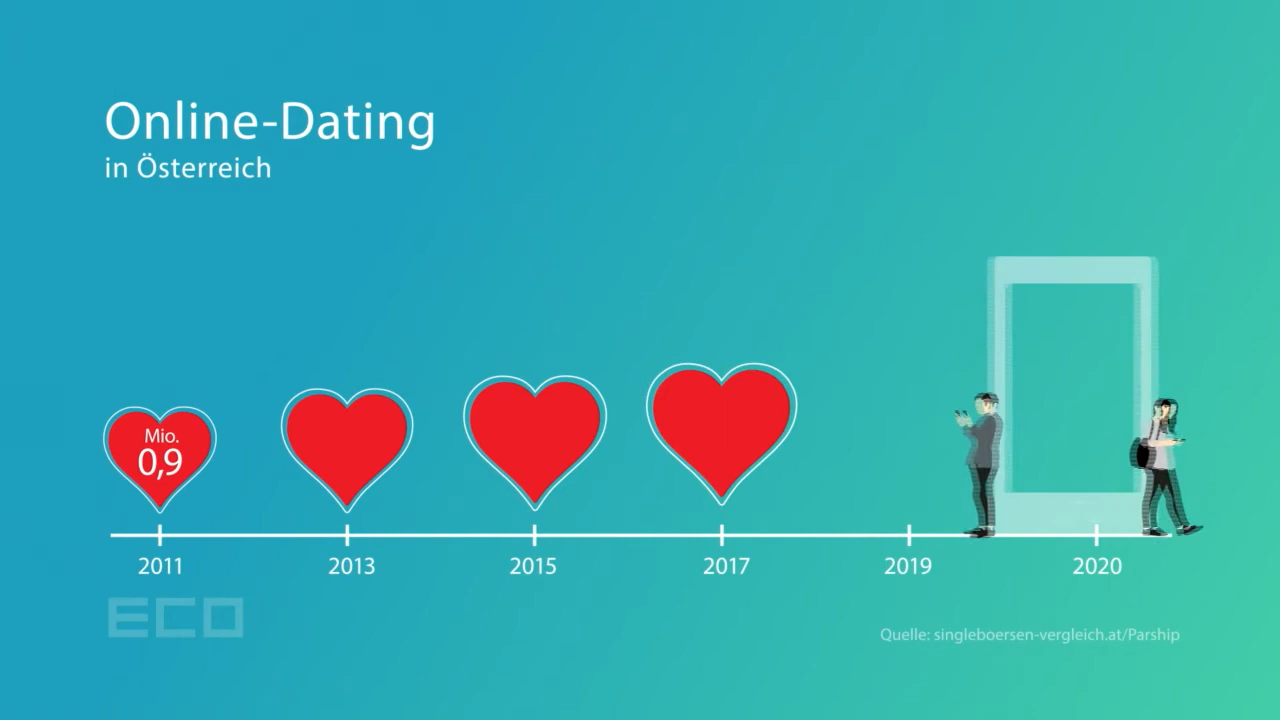 Online-Dating
in Österreich
Mio.
0,9
2011
2013
2015
2017
2019
2020
ECO
Quelle: singleboersen-vergleich.at/Parship